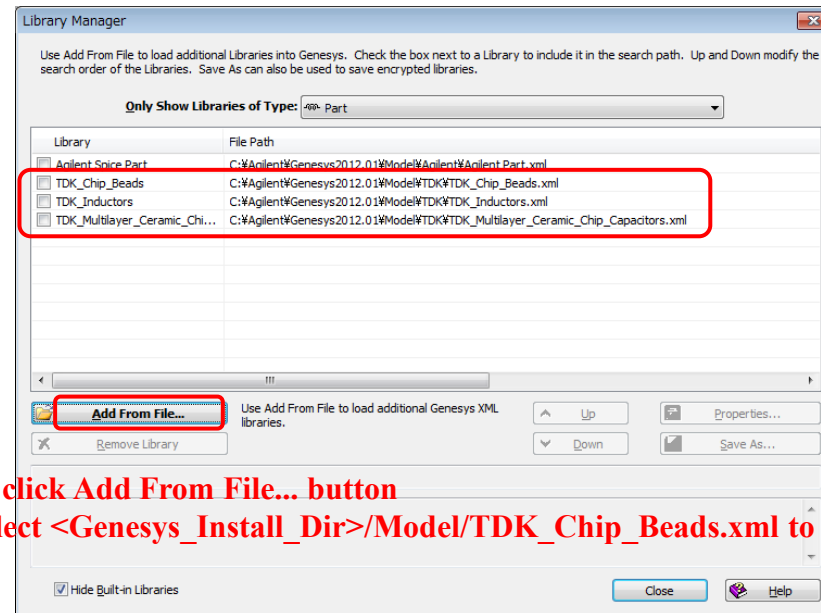 Library Manager
Use Add From File to load additional Libraries into Genesys. Check the box next to a Library to include it in the search path. Up and Down modify the
search order of the Libraries. Save As can also be used to save encrypted libraries.
Only Show Libraries of Type: Part
Library File Path
Agilent Spice Part C:¥Agilent¥Genesys2012.01¥Model¥Agilent¥Agilent Part.xml
TDK_Chip_Beads C:¥Agilent¥Genesys2012.01¥Model¥TDK¥TDK_Chip_Beads.xml
TDK_Inductors C:¥Agilent¥Genesys2012.01¥Model¥TDK¥TDK_Inductors.xml
TDK_Multilayer_Ceramic_Chi... C:¥Agilent¥Genesys2012.01¥Model¥TDK¥TDK_Multilayer_Ceramic_Chip_Capacitors.xml
Add From File... Use Add From File to load additional Genesys XML Up Properties...
libraries.
Remove Library Down Save As...
click Add From File... button
lect <Genesys_Install_Dir>/Model/TDK_Chip_Beads.xml to
Hide Built-in Libraries Close Help